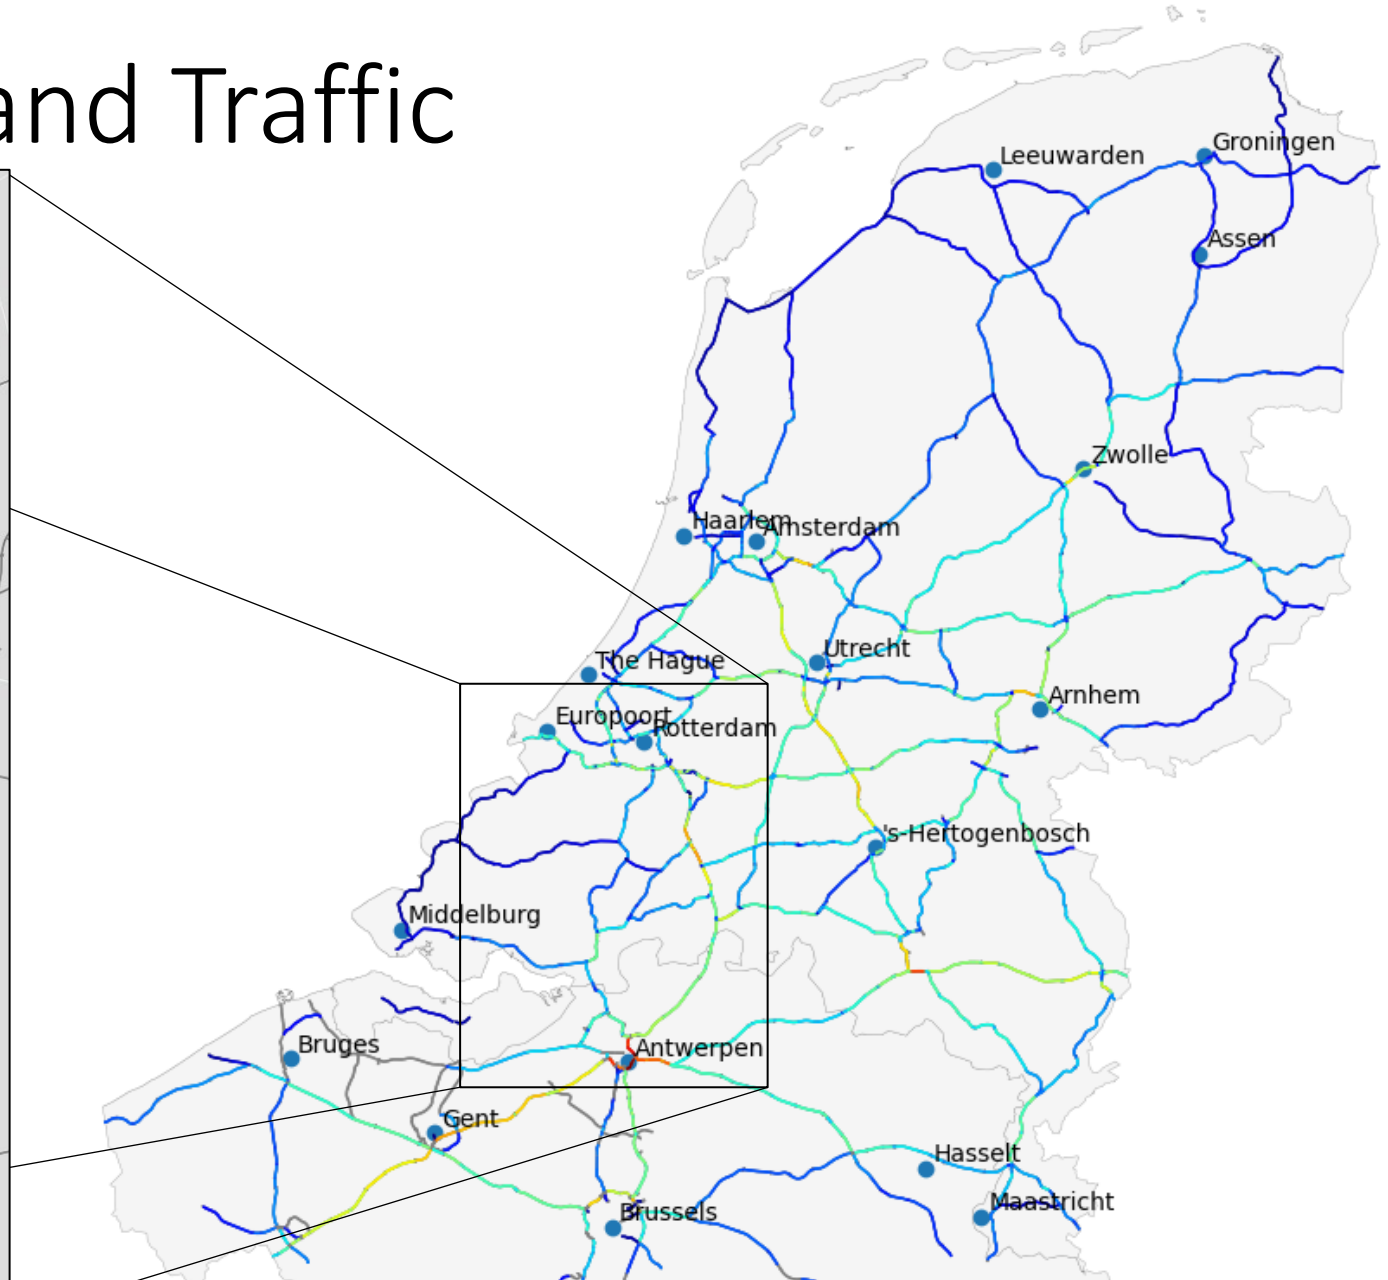 and Traffic
Groningen
Leeuwarden
Assen
Zwolle
Haarlem
Amsterdam
Utrecht
The Hague
Arnhem
Europoort
Rotterdam
's-Hertogenbosch
Middelburg
Bruges
Antwerpen
Gent
Hasselt
Maastricht
Brussels